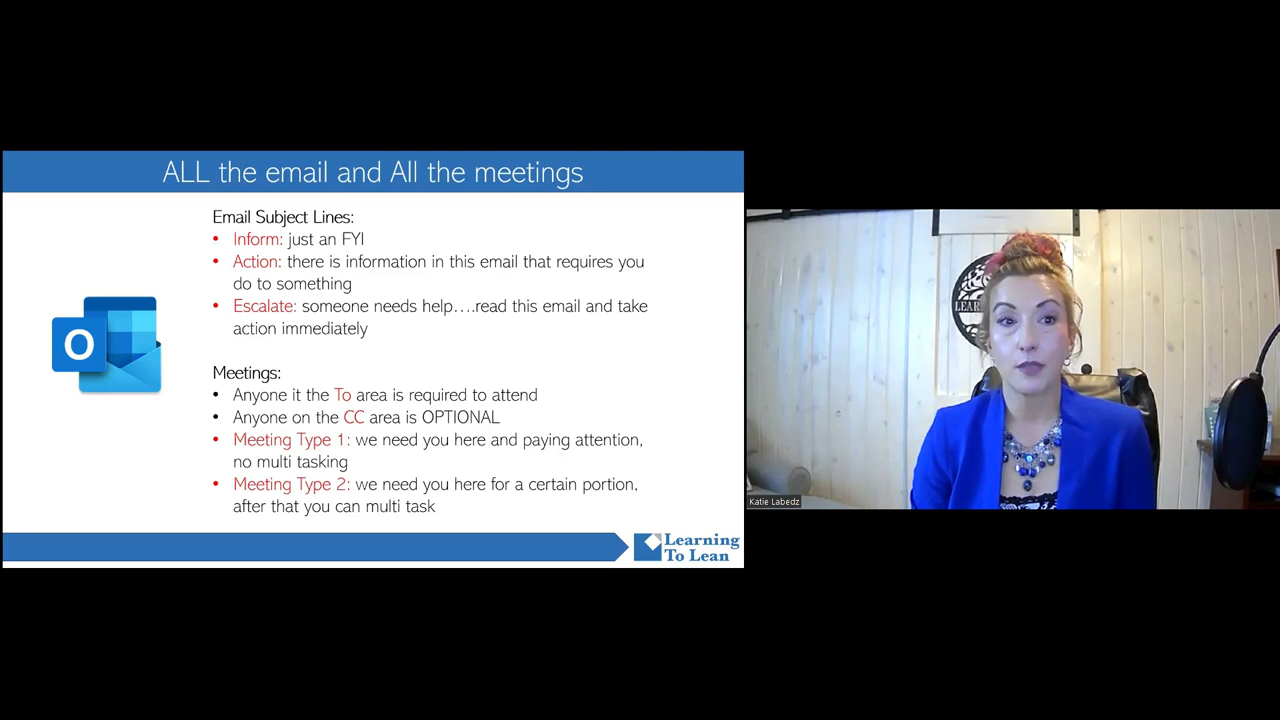 ALL the email and All the meetings
Email Subject Lines:
• Inform: just an FYI
• Action: there is information in this email that requires you
do to something
• Escalate: someone needs help....read this email and take
action immediately
Meetings:
• Anyone it the To area is required to attend
• Anyone on the CC area is OPTIONAL
• Meeting Type 1: we need you here and paying attention,
no multi tasking
• Meeting Type 2: we need you here for a certain portion,
after that you can multi task
O
Learning
To Lean
LEAR
Katie Labedz